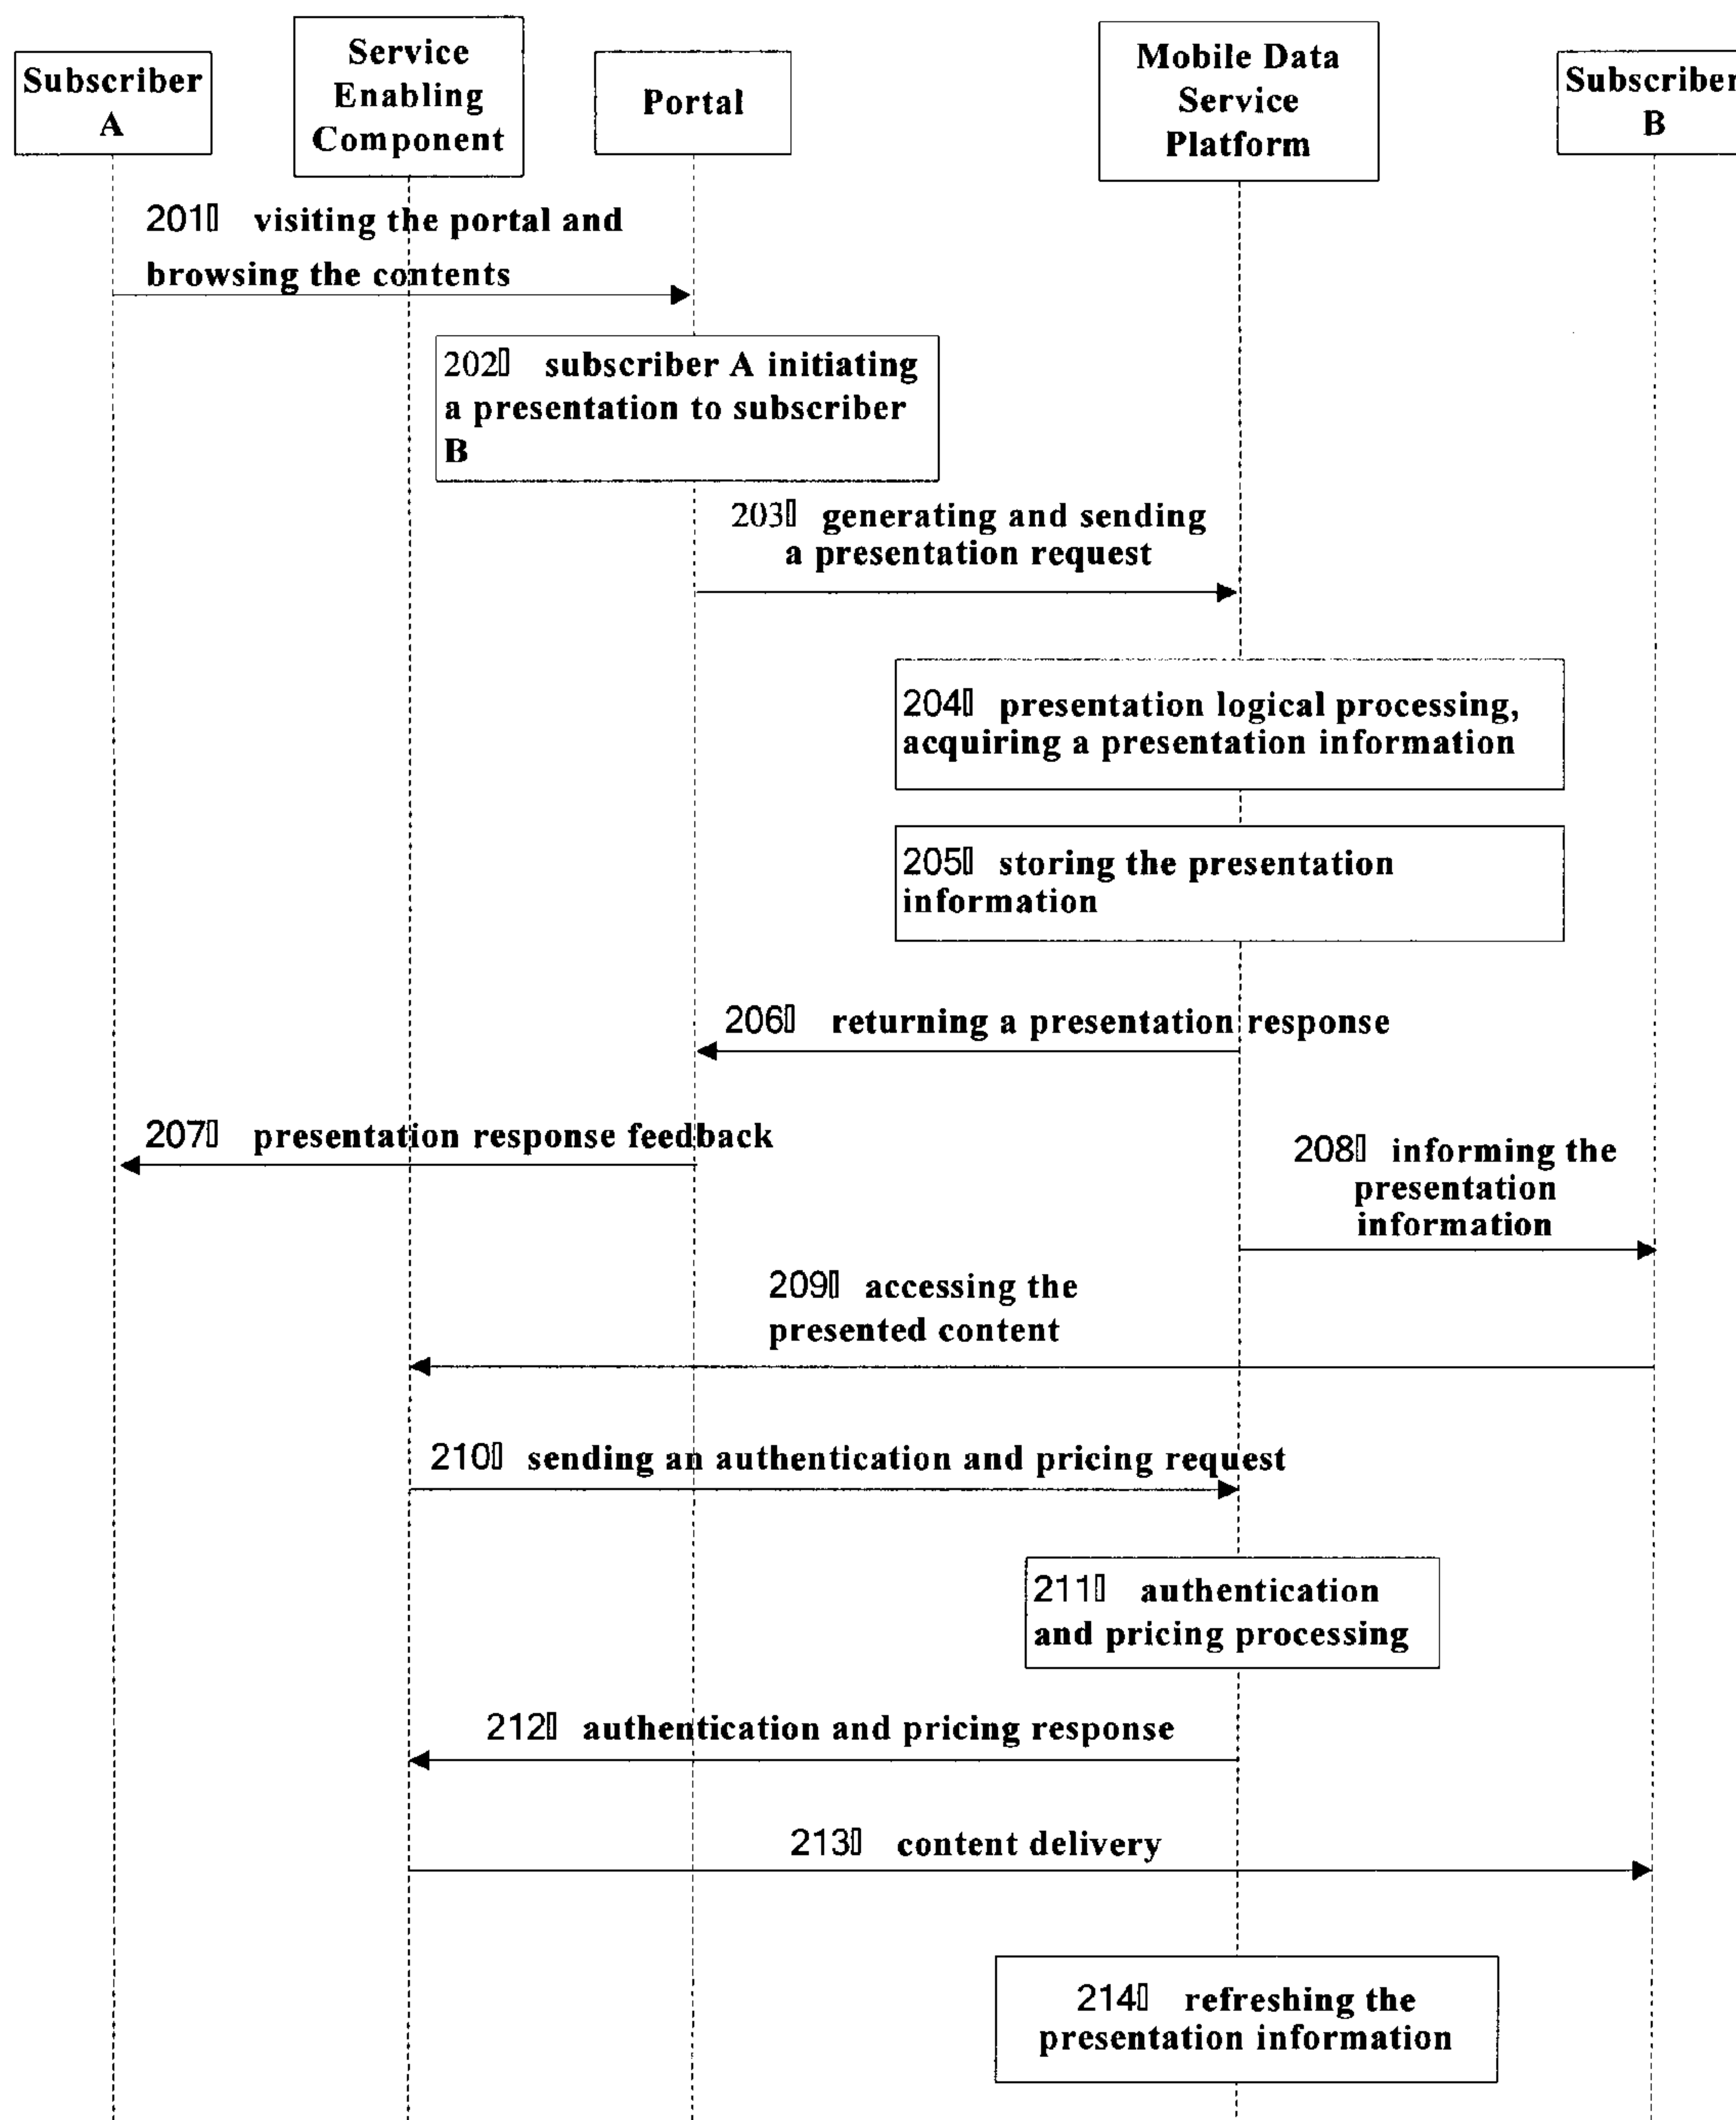 Subscriber
A
Service
Enabling
Component
Portal
Mobile Data
Service
Platform
Subscriber
B
201▯ visiting the portal and
browsing the contents
202▯ subscriber A initiating
a presentation to subscriber
B
203▯ generating and sending
a presentation request
204▯ presentation logical processing,
acquiring a presentation information
205▯ storing the presentation
information
206▯ returning a presentation response
207▯ presentation response feedback
208▯ informing the
presentation
information
209▯ accessing the
presented content
210▯ sending an authentication and pricing request
211▯ authentication
and pricing processing
212▯ authentication and pricing response
213▯ content delivery
214▯ refreshing the
presentation information